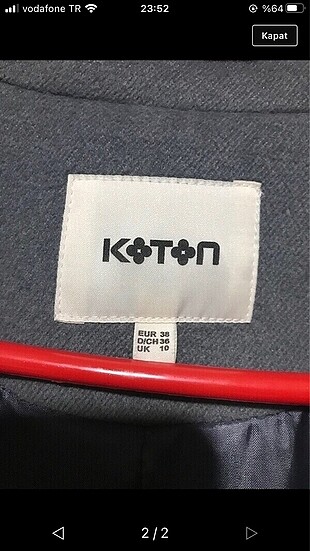 vodafone TR 23:52 %64
Kapat
KOTON
EUR 38
D/CH 36
UK 10
2 / 2